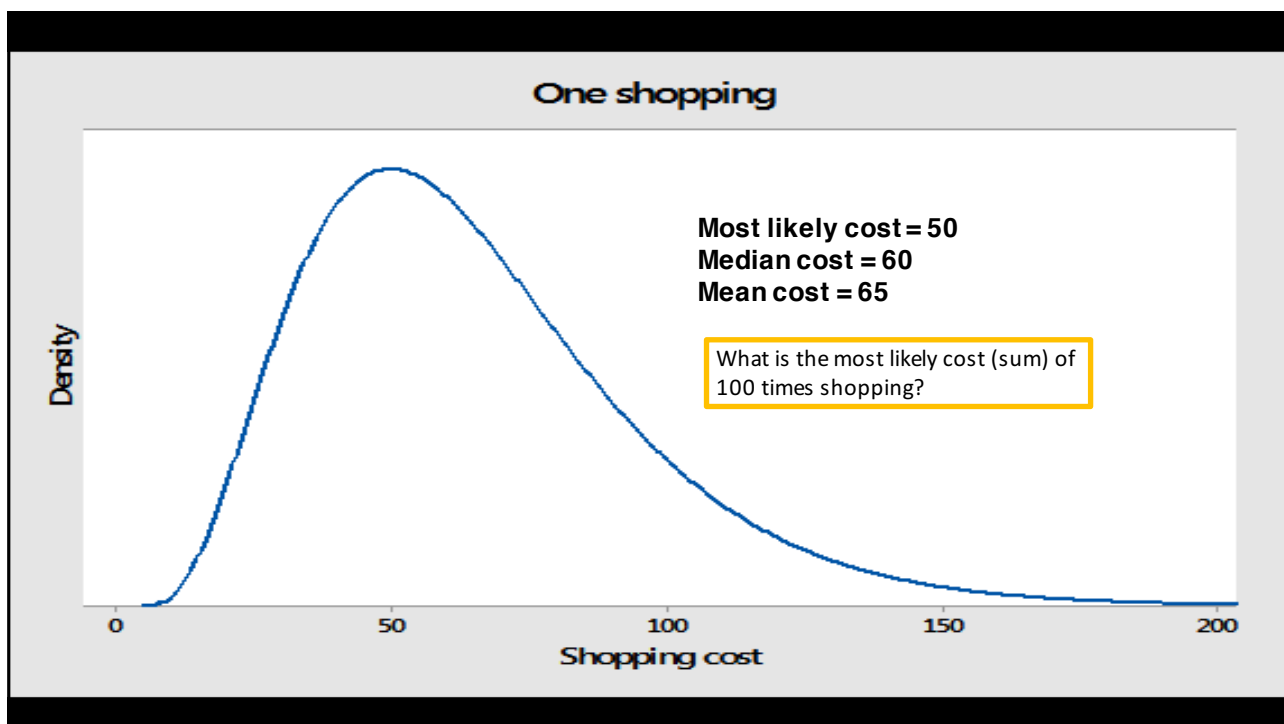 One shopping
Most likely cost = 50
Median cost = 60
Mean cost = 65
What is the most likely cost (sum) of
100 times shopping?
Density
0 50 100 150 200
Shopping cost